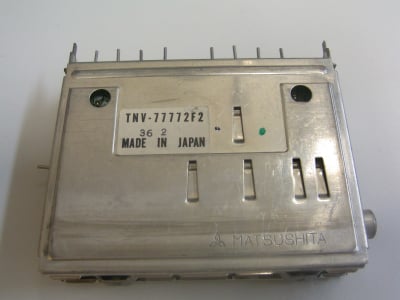 TNV-77772F2
36 2
MADE IN JAPAN
MATSUSHITA